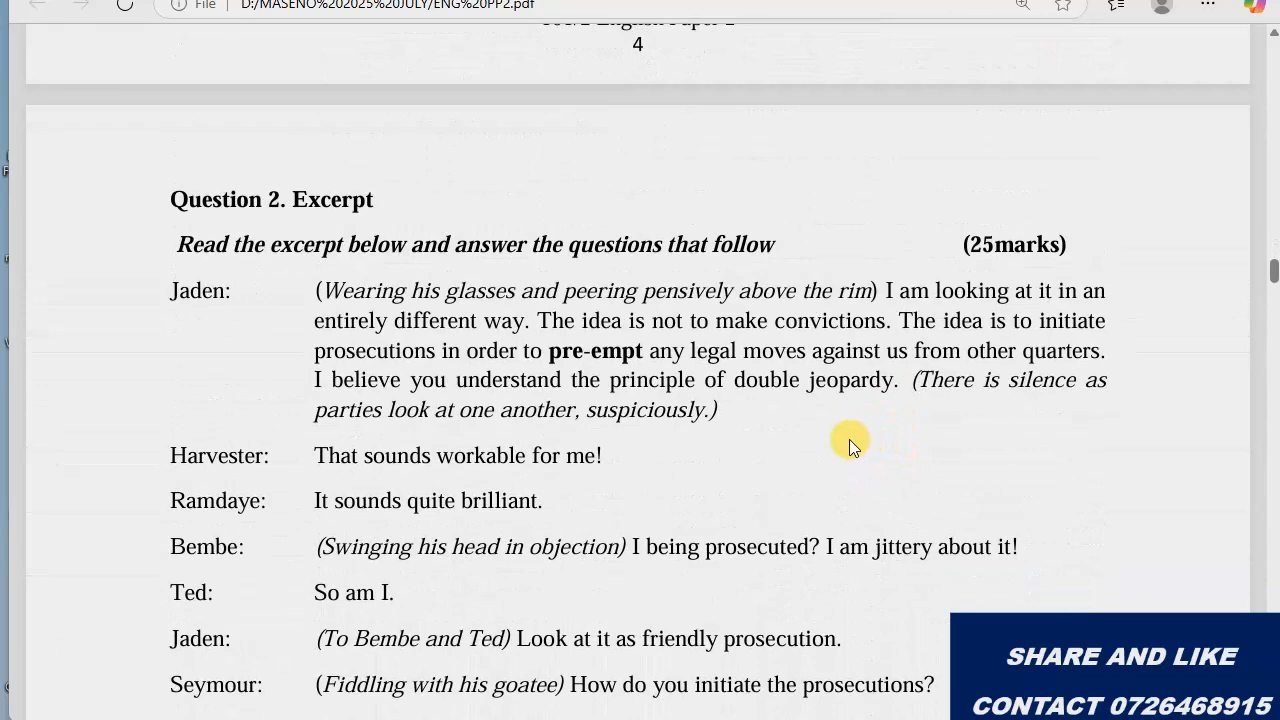 File
D:/MASENO%202025%20JULY/ENG%20PP2.pdf
4
Question 2. Excerpt
Read the excerpt below and answer the questions that follow (25marks)
Jaden: (Wearing his glasses and peering pensively above the rim) I am looking at it in an
entirely different way. The idea is not to make convictions. The idea is to initiate
prosecutions in order to pre-empt any legal moves against us from other quarters.
I believe you understand the principle of double jeopardy. (There is silence as
parties look at one another, suspiciously.)
Harvester: That sounds workable for me!
Ramdaye: It sounds quite brilliant.
Bembe: (Swinging his head in objection) I being prosecuted? I am jittery about it!
Ted: So am I.
Jaden: (To Bembe and Ted) Look at it as friendly prosecution.
Seymour: (Fiddling with his goatee) How do you initiate the prosecutions?
SHARE AND LIKE
CONTACT 0726468915